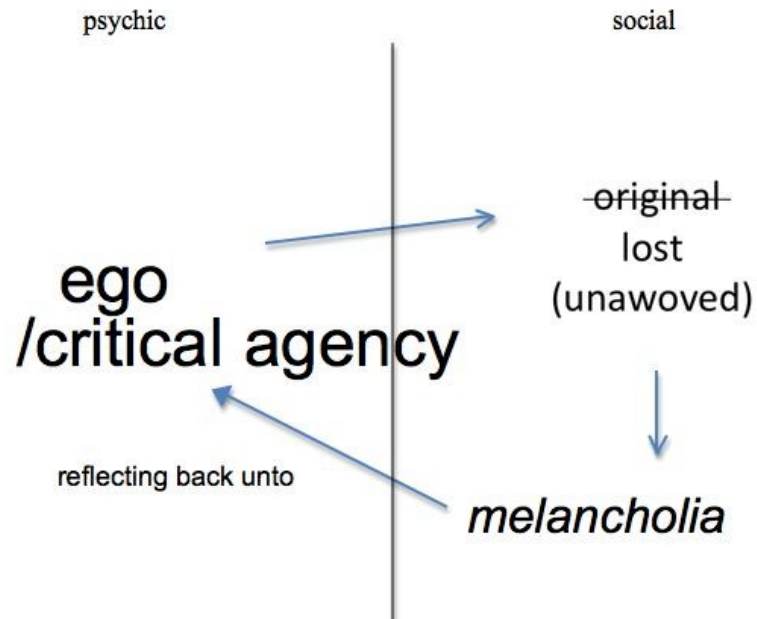 psychic
social
original
lost
(unawoved)
ego
/critical agency
reflecting back unto
melancholia